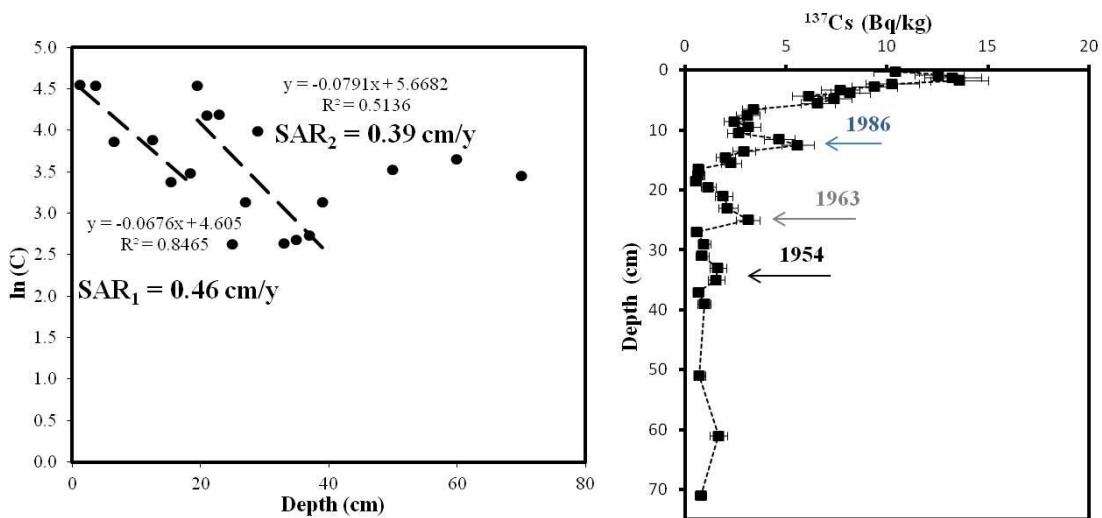 5.0
4.5
4.0
3.5
3.0
2.5
2.0
1.5
1.0
0.5
0.0
ln (C)
y = -0.0791x + 5.6682
R² = 0.5136
SAR₂ = 0.39 cm/y
y = -0.0676x + 4.605
R² = 0.8465
SAR₁ = 0.46 cm/y
0 20 40 60 80
Depth (cm)
¹³⁷Cs (Bq/kg)
0 5 10 15 20
0
10
20
30
40
50
60
70
Depth (cm)
1986
1963
1954